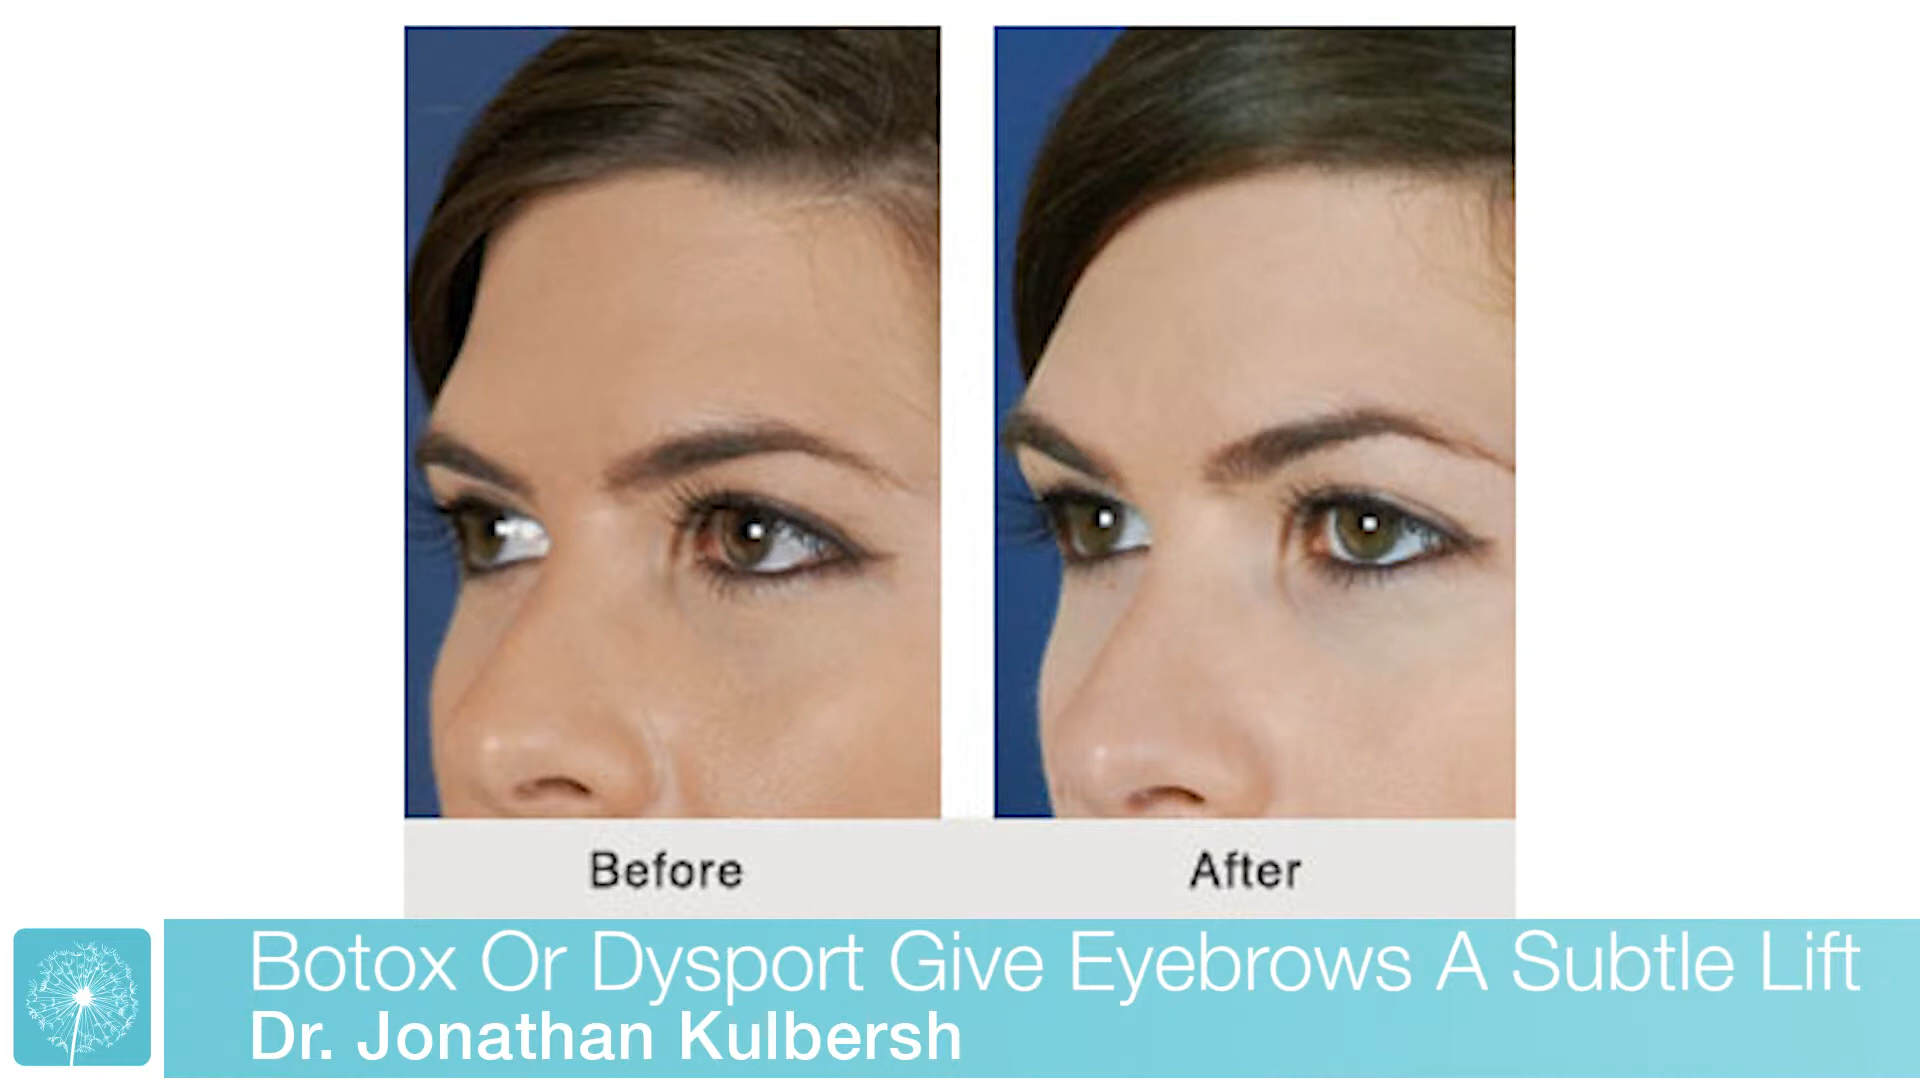 Before
After
Botox Or Dysport Give Eyebrows A Subtle Lift
Dr. Jonathan Kulbersh